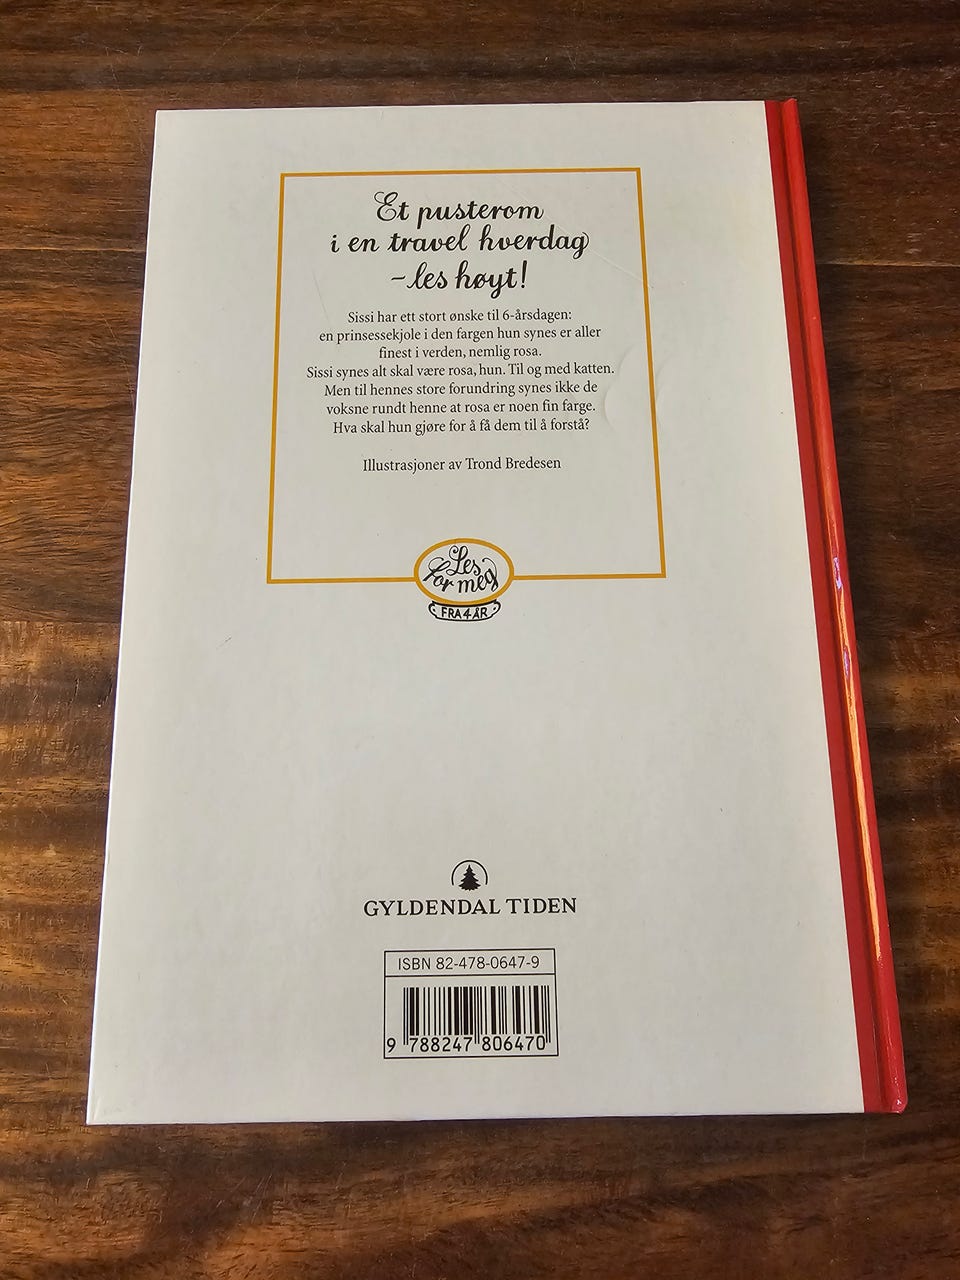 Et pusterom
i en travel hverdag
– les høyt!
Sissi har ett stort ønske til 6-årsdagen:
en prinsessekjole i den fargen hun synes er aller
finest i verden, nemlig rosa.
Sissi synes alt skal være rosa, hun. Til og med katten.
Men til hennes store forundring synes ikke de
voksne rundt henne at rosa er noen fin farge.
Hva skal hun gjøre for å få dem til å forstå?
Illustrasjoner av Trond Bredesen
Les
for meg
FRA 4 ÅR
GYLDENDAL TIDEN
ISBN 82-478-0647-9
9 788247 806470